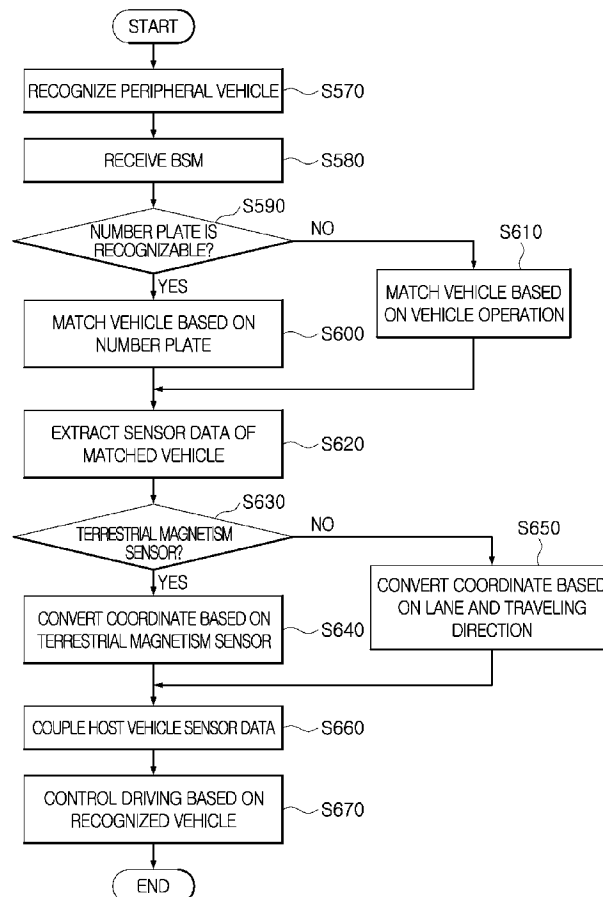 START
RECOGNIZE PERIPHERAL VEHICLE
S570
RECEIVE BSM
S580
S590
NUMBER PLATE IS
RECOGNIZABLE?
NO
YES
S610
MATCH VEHICLE BASED
ON VEHICLE OPERATION
MATCH VEHICLE BASED ON
NUMBER PLATE
S600
EXTRACT SENSOR DATA OF
MATCHED VEHICLE
S620
S630
TERRESTRIAL MAGNETISM
SENSOR?
NO
YES
S650
CONVERT COORDINATE BASED
ON LANE AND TRAVELING
DIRECTION
CONVERT COORDINATE BASED ON
TERRESTRIAL MAGNETISM SENSOR
S640
COUPLE HOST VEHICLE SENSOR DATA
S660
CONTROL DRIVING BASED ON
RECOGNIZED VEHICLE
S670
END